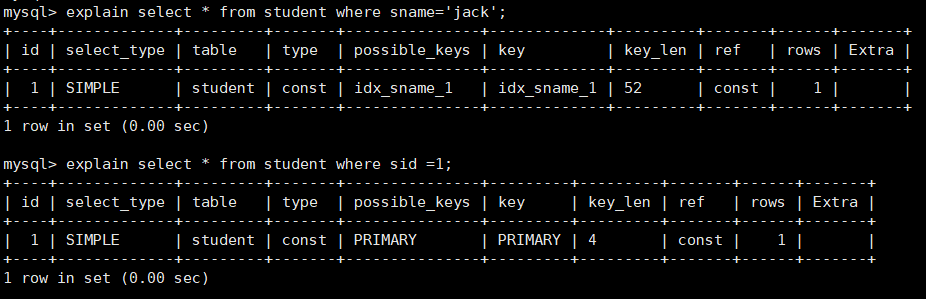 mysql> explain select * from student where sname='jack';
+----+-------------+---------+-------+---------------+-------------+---------+-------+------+-------+
| id | select_type | table   | type  | possible_keys | key         | key_len | ref   | rows | Extra |
+----+-------------+---------+-------+---------------+-------------+---------+-------+------+-------+
|  1 | SIMPLE      | student | const | idx_sname_1   | idx_sname_1 | 52      | const |    1 |       |
+----+-------------+---------+-------+---------------+-------------+---------+-------+------+-------+
1 row in set (0.00 sec)
mysql> explain select * from student where sid =1;
+----+-------------+---------+-------+---------------+---------+---------+-------+------+-------+
| id | select_type | table   | type  | possible_keys | key     | key_len | ref   | rows | Extra |
+----+-------------+---------+-------+---------------+---------+---------+-------+------+-------+
|  1 | SIMPLE      | student | const | PRIMARY       | PRIMARY | 4       | const |    1 |       |
+----+-------------+---------+-------+---------------+---------+---------+-------+------+-------+
1 row in set (0.00 sec)